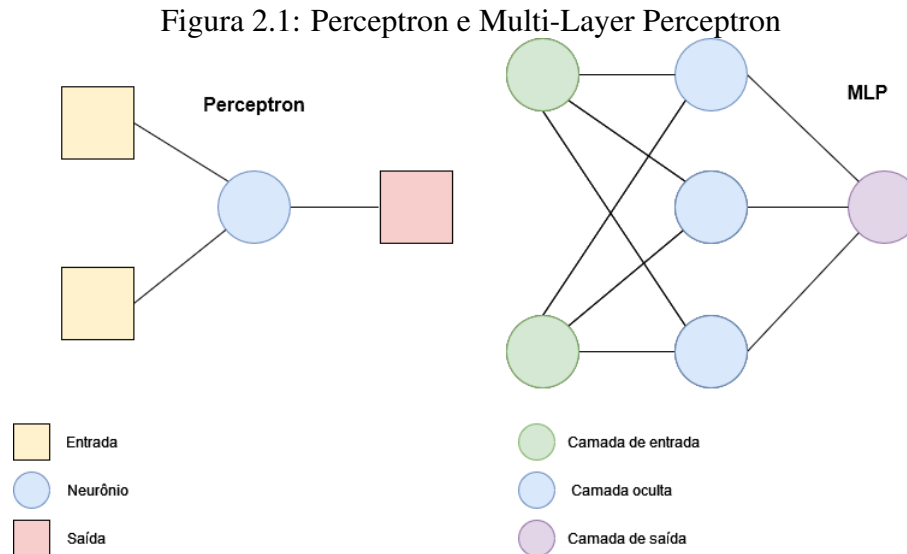 Figura 2.1: Perceptron e Multi-Layer Perceptron
Perceptron
MLP
Entrada
Neurônio
Saída
Camada de entrada
Camada oculta
Camada de saída